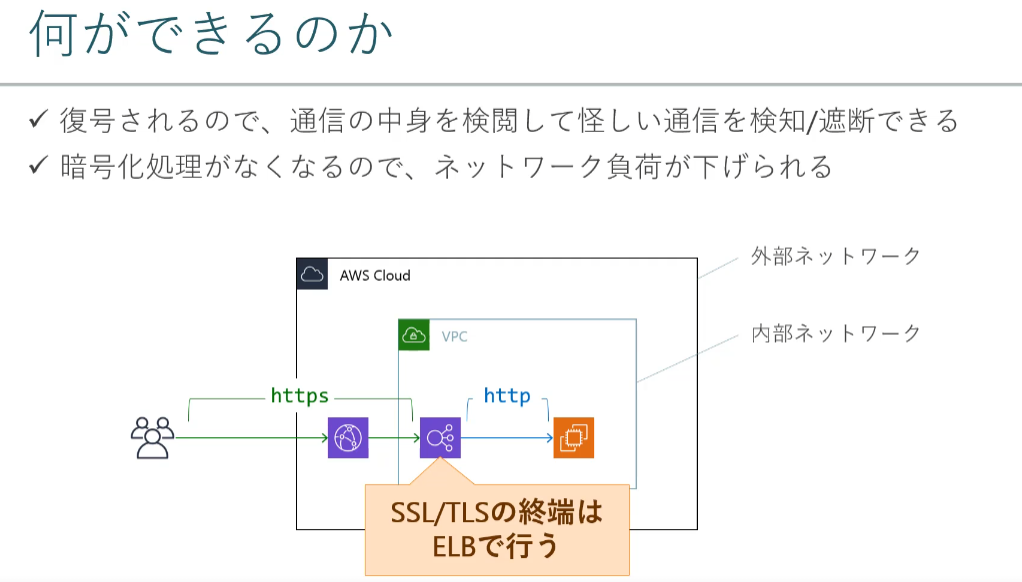 何ができるのか
✓ 復号されるので、通信の中身を検閲して怪しい通信を検知/遮断できる
✓ 暗号化処理がなくなるので、ネットワーク負荷が下げられる
外部ネットワーク
AWS Cloud
内部ネットワーク
VPC
https
http
SSL/TLSの終端は
ELBで行う